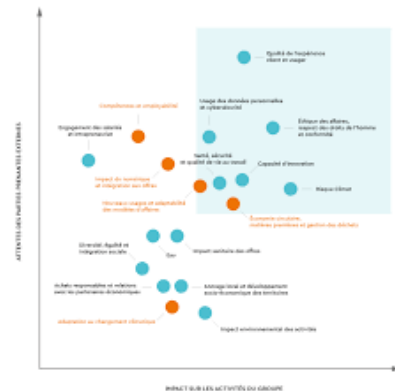 Qualité de l'expérience
client et usager
Compétences et employabilité
Usage des données personnelles
et cybersécurité
Éthique des affaires,
respect des droits de l'homme
et conformité
Engagement des salariés
et intrapreneuriat
Santé, sécurité
et qualité de vie au travail
Capacité d'innovation
Impact du numérique
et intégration aux offres
Risque climat
Nouveaux usages et adaptabilité
des modèles d'affaires
Économie circulaire,
matières premières et gestion des déchets
Diversité, égalité et
intégration sociale
Impact sanitaire des offres
Achats responsables et relations
avec les partenaires économiques
Ancrage local et développement
socio-économique des territoires
Adaptation au changement climatique
Impact environnemental des activités
ATTENTES DES PARTIES PRENANTES EXTERNES
IMPACT SUR LES ACTIVITÉS DU GROUPE